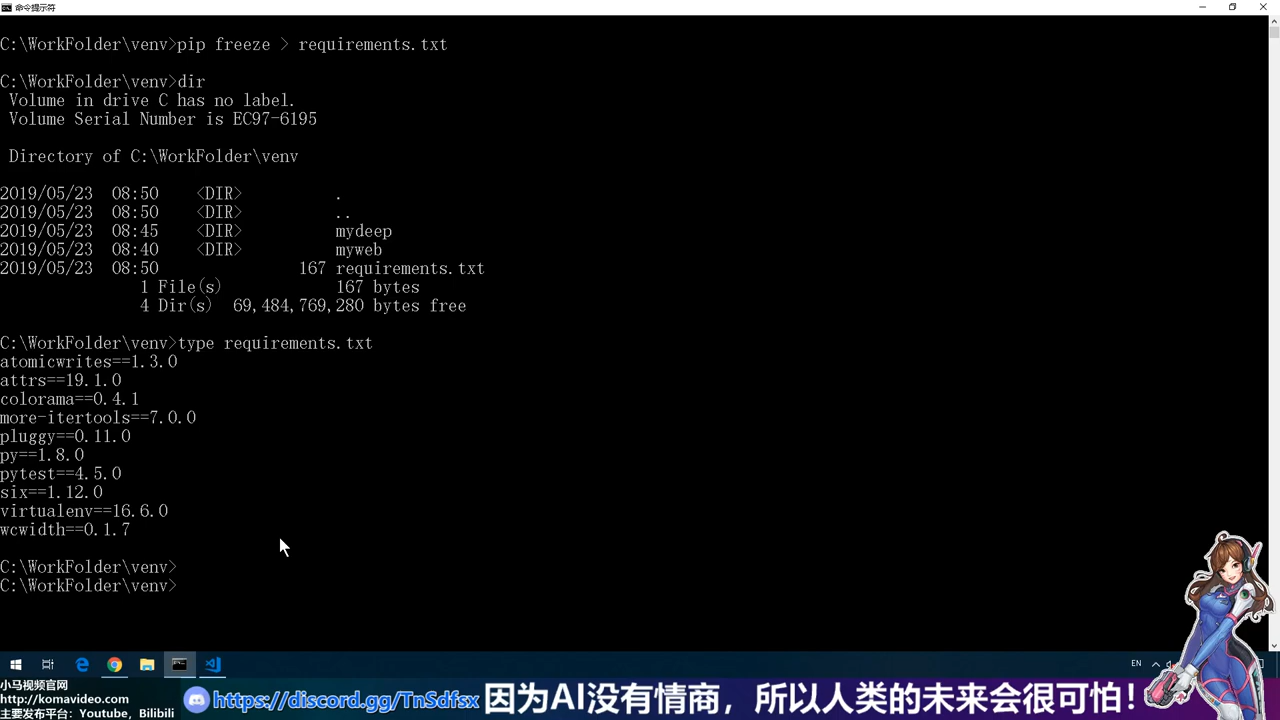 命令提示符
C:\WorkFolder\venv>pip freeze > requirements.txt
C:\WorkFolder\venv>dir
Volume in drive C has no label.
Volume Serial Number is EC97-6195
Directory of C:\WorkFolder\venv
2019/05/23 08:50 <DIR> .
2019/05/23 08:50 <DIR> ..
2019/05/23 08:45 <DIR> mydeep
2019/05/23 08:40 <DIR> myweb
2019/05/23 08:50 167 requirements.txt
1 File(s) 167 bytes
4 Dir(s) 69,484,769,280 bytes free
C:\WorkFolder\venv>type requirements.txt
atomicwrites==1.3.0
attrs==19.1.0
colorama==0.4.1
more-itertools==7.0.0
pluggy==0.11.0
py==1.8.0
pytest==4.5.0
six==1.12.0
virtualenv==16.6.0
wcwidth==0.1.7
C:\WorkFolder\venv>
C:\WorkFolder\venv>
EN
小马视频官网
http://komavideo.com
主要发布平台：Youtube，Bilibili
https://discord.gg/TnSdfsx 因为AI没有情商，所以人类的未来会很可怕！